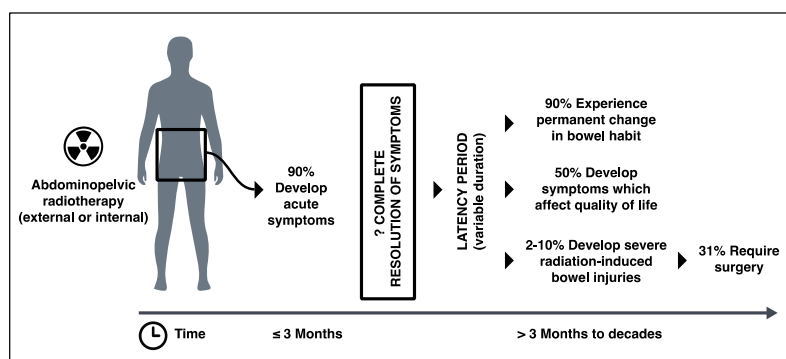 Abdominopelvic
radiotherapy
(external or internal)
90%
Develop
acute
symptoms
? COMPLETE
RESOLUTION OF SYMPTOMS
LATENCY PERIOD
(variable duration)
90% Experience
permanent change
in bowel habit
50% Develop
symptoms which
affect quality of life
2-10% Develop severe
radiation-induced
bowel injuries
31% Require
surgery
Time
≤ 3 Months
> 3 Months to decades